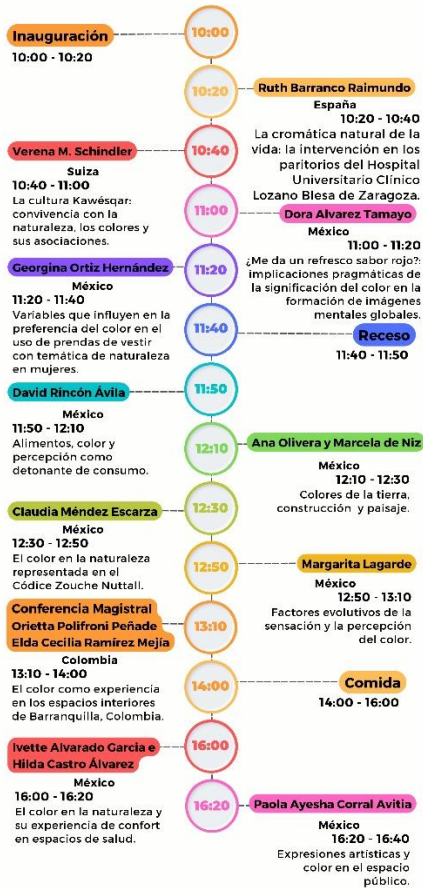 10:00
Inauguración
10:00 - 10:20
10:20
Ruth Barranco Raimundo
España
10:20 - 10:40
La cromática natural de la
vida: la intervención en los
paritorios del Hospital
Universitario Clínico
Lozano Blesa de Zaragoza.
10:40
Verena M. Schindler
Suiza
10:40 - 11:00
La cultura Kawésqar:
convivencia con la
naturaleza, los colores y
sus asociaciones.
11:00
Dora Alvarez Tamayo
México
11:00 - 11:20
¿Me da un refresco sabor rojo?:
implicaciones pragmáticas de
la significación del color en la
formación de imágenes
mentales globales.
11:20
Georgina Ortiz Hernández
México
11:20 - 11:40
Variables que influyen en la
preferencia del color en el
uso de prendas de vestir
con temática de naturaleza
en mujeres.
11:40
Receso
11:40 - 11:50
11:50
David Rincón Ávila
México
11:50 - 12:10
Alimentos, color y
percepción como
detonante de consumo.
12:10
Ana Olivera y Marcela de Niz
México
12:10 - 12:30
Colores de la tierra,
construcción y paisaje.
12:30
Claudia Méndez Escarza
México
12:30 - 12:50
El color en la naturaleza
representada en el
Códice Zouche Nuttall.
12:50
Margarita Lagarde
México
12:50 - 13:10
Factores evolutivos de la
sensación y la percepción
del color.
13:10
Conferencia Magistral
Orietta Polifroni Peñade
Elda Cecilia Ramírez Mejía
Colombia
13:10 - 14:00
El color como experiencia
en los espacios interiores
de Barranquilla, Colombia.
14:00
Comida
14:00 - 16:00
16:00
Ivette Alvarado Garcia e
Hilda Castro Álvarez
México
16:00 - 16:20
El color en la naturaleza y
su experiencia de confort
en espacios de salud.
16:20
Paola Ayesha Corral Avitia
México
16:20 - 16:40
Expresiones artísticas y
color en el espacio
público.